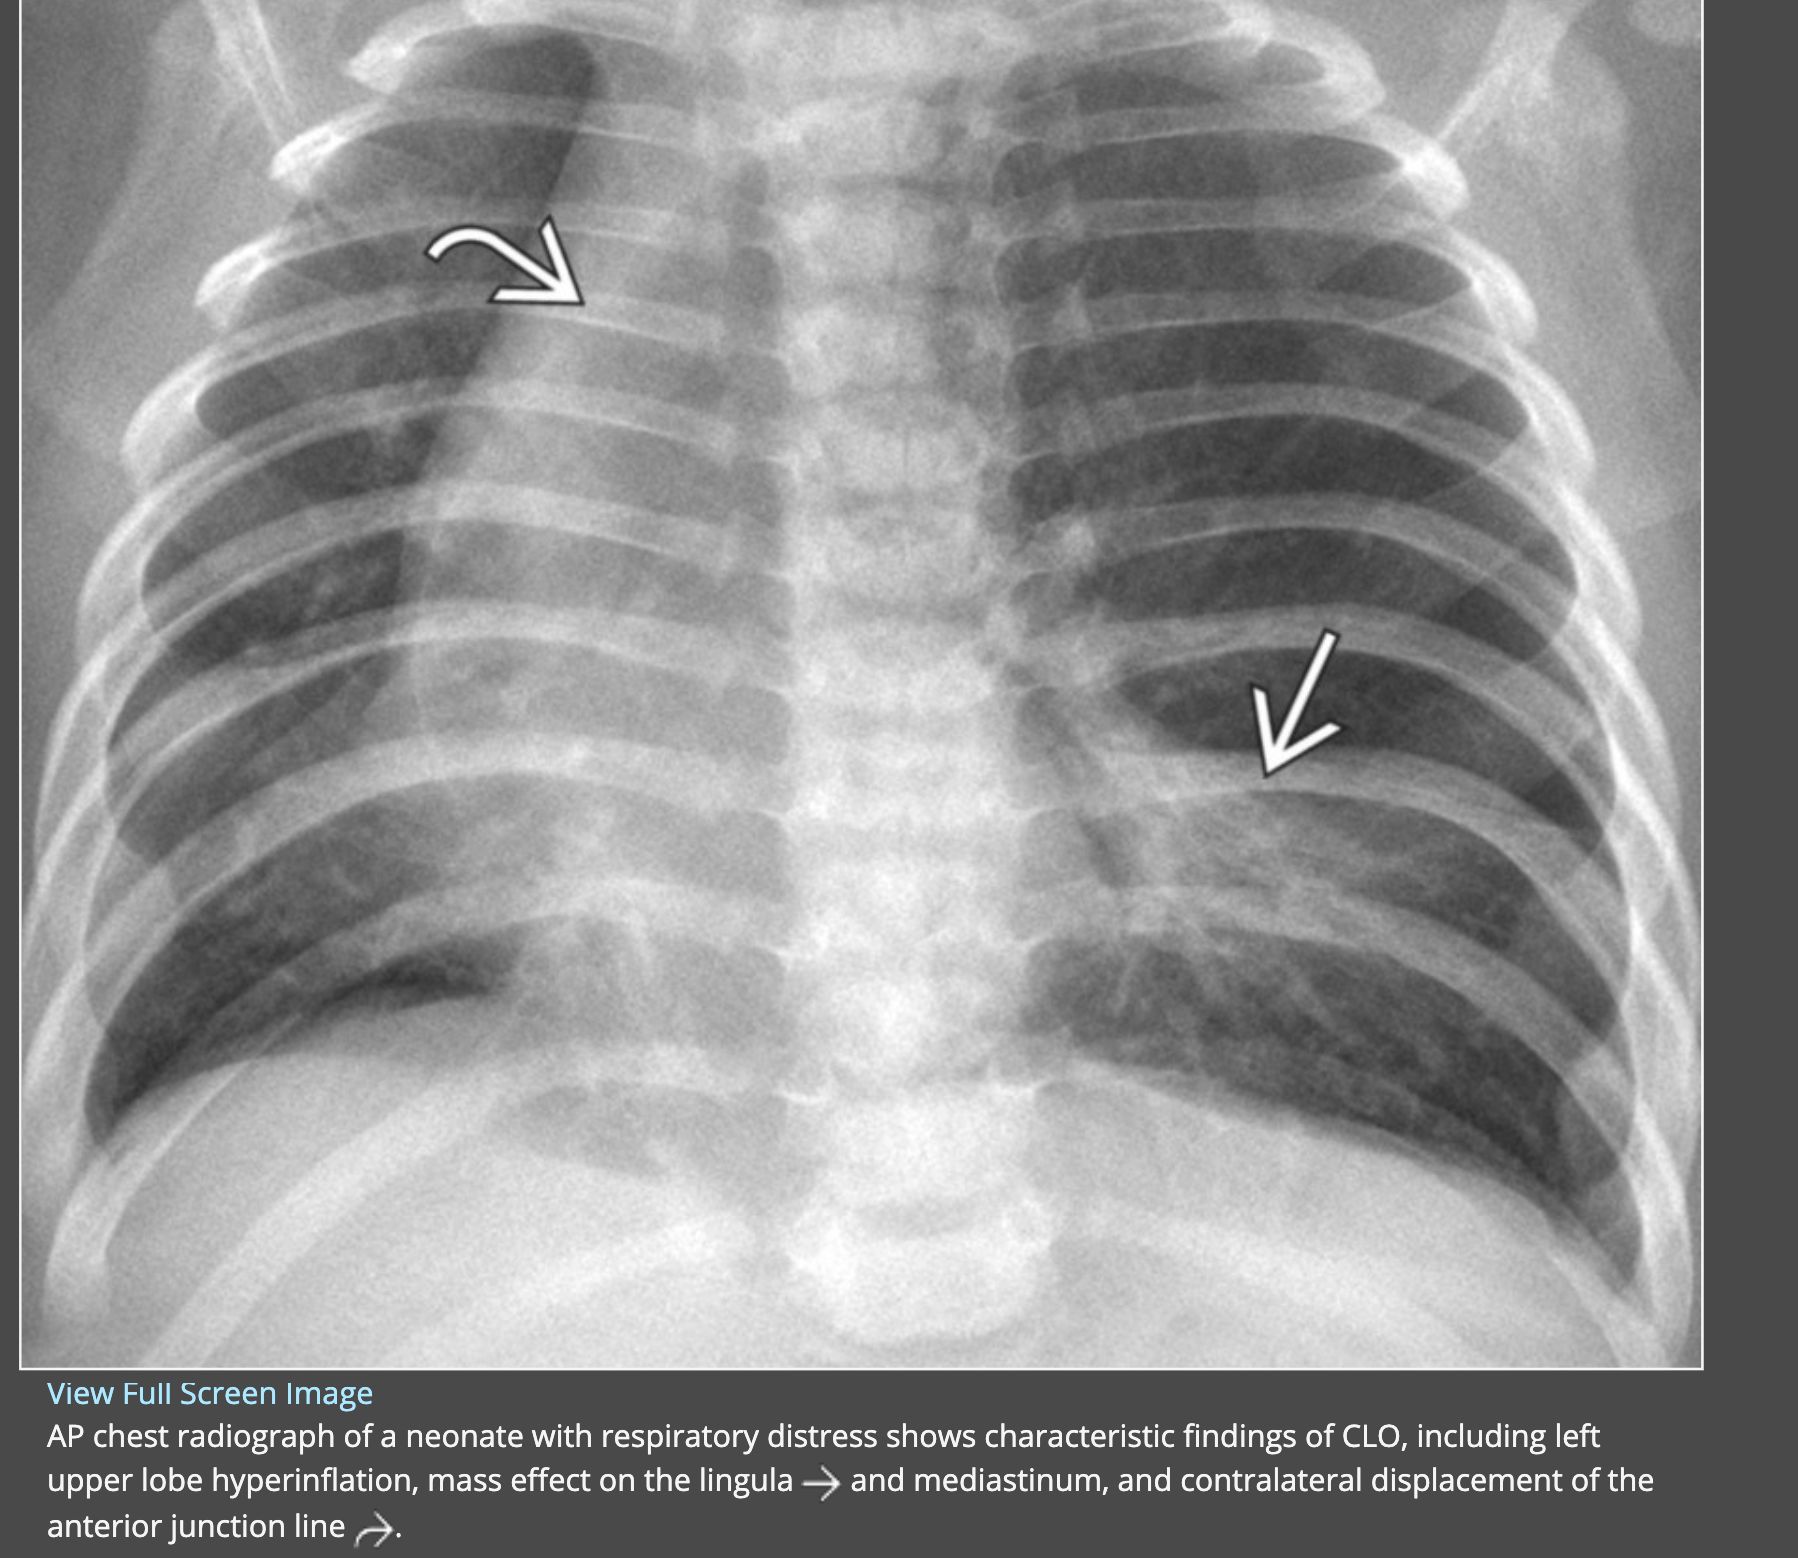 View Full Screen Image
AP chest radiograph of a neonate with respiratory distress shows characteristic findings of CLO, including left
upper lobe hyperinflation, mass effect on the lingula → and mediastinum, and contralateral displacement of the
anterior junction line ↷.